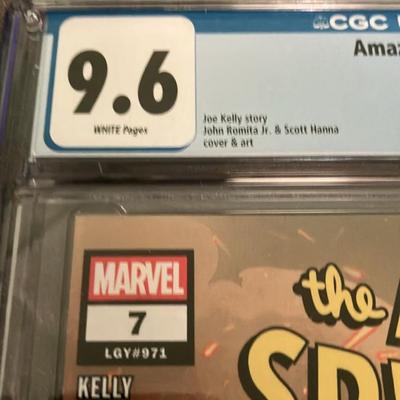 CGC
9.6
WHITE Pages
Amaz
Joe Kelly story
John Romita Jr. & Scott Hanna
cover & art
MARVEL
7
LGY#971
KELLY
the
SPI